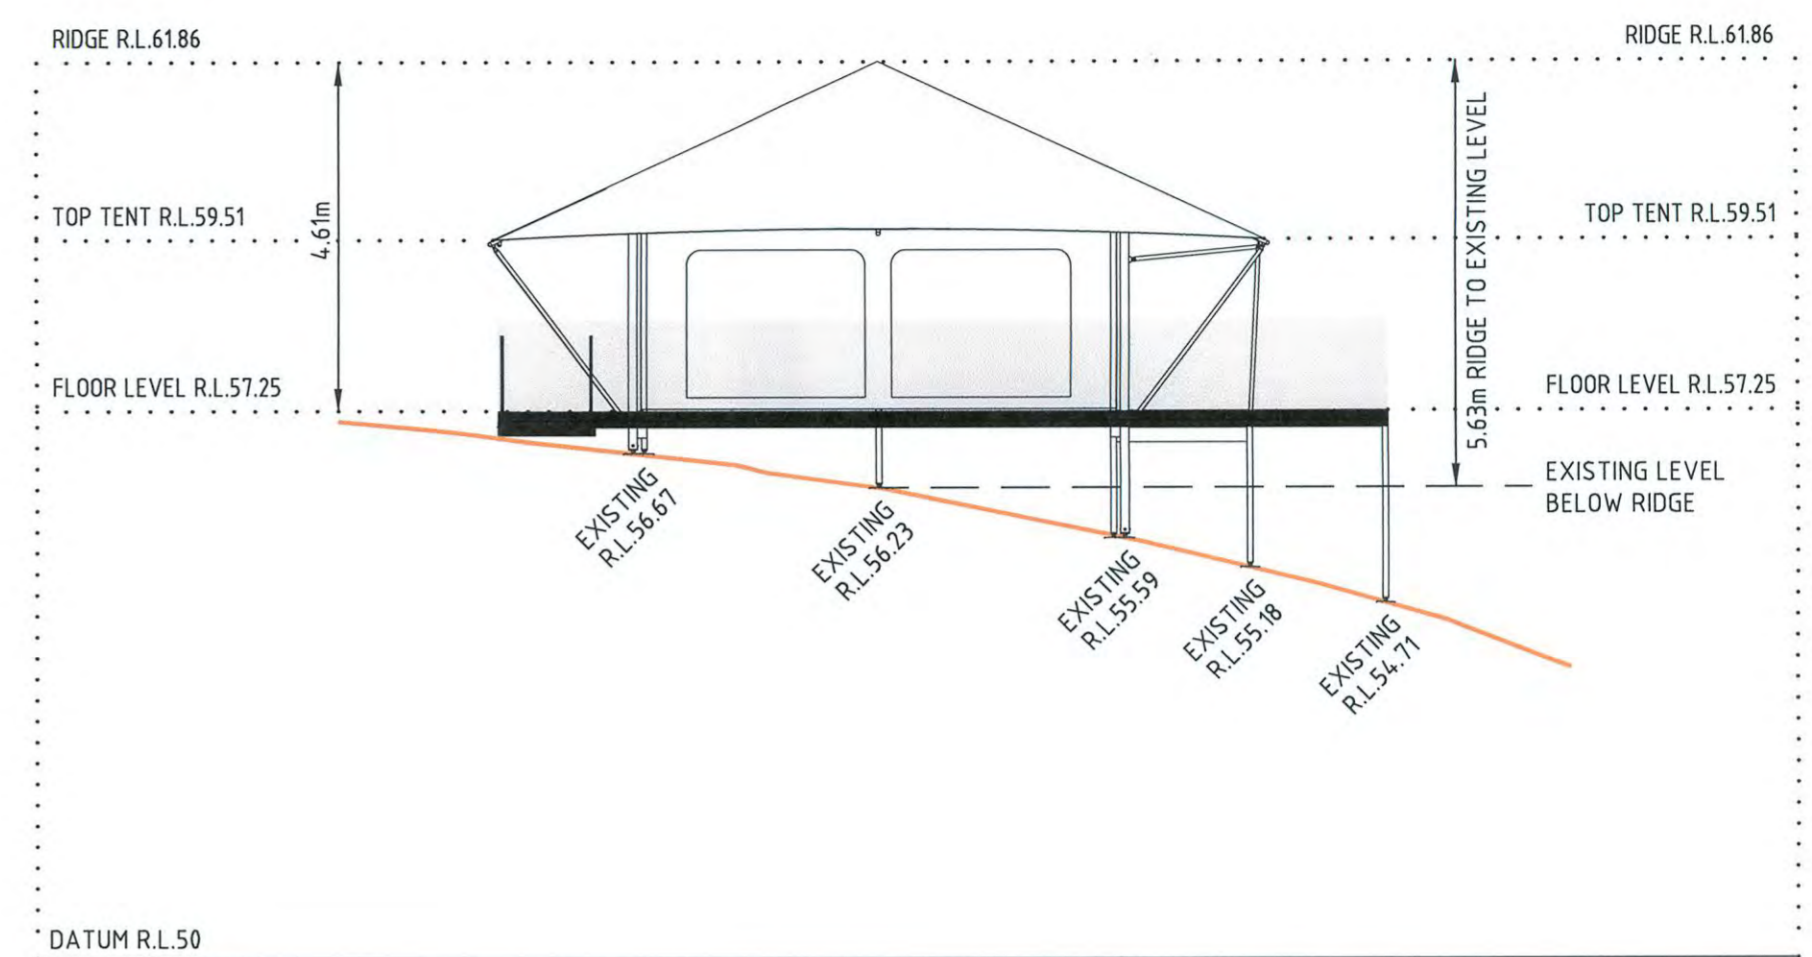 RIDGE R.L.61.86
RIDGE R.L.61.86
TOP TENT R.L.59.51
4.61m
5.63m RIDGE TO EXISTING LEVEL
TOP TENT R.L.59.51
FLOOR LEVEL R.L.57.25
FLOOR LEVEL R.L.57.25
EXISTING LEVEL
BELOW RIDGE
EXISTING
R.L.56.67
EXISTING
R.L.56.23
EXISTING
R.L.55.59
EXISTING
R.L.55.18
EXISTING
R.L.54.71
DATUM R.L.50